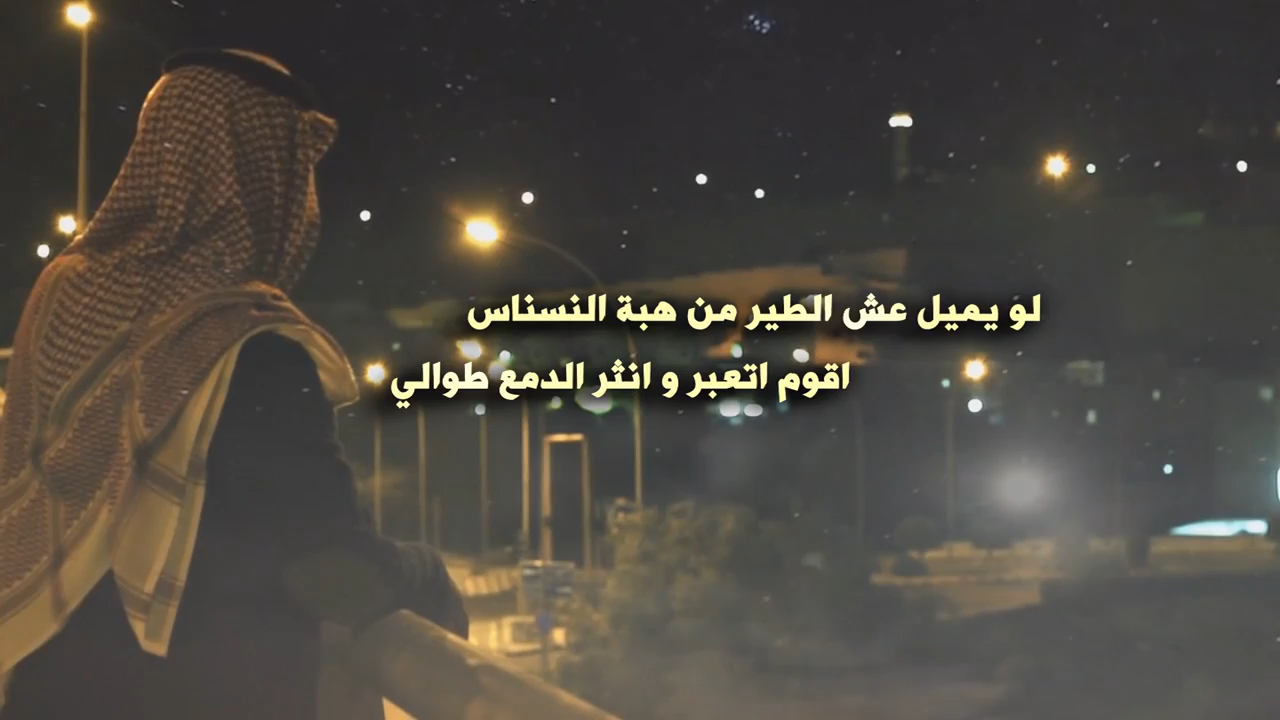 لو يميل عش الطير من هبة النسناس
اقوم اتعبر و انثر الدمع طوالي